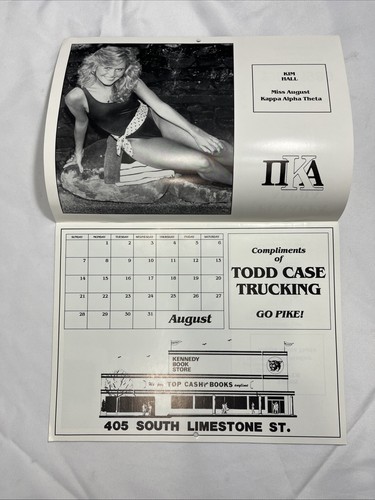 KIM
HALL
Miss August
Kappa Alpha Theta
ΠΚΑ
SUNDAY MONDAY TUESDAY WEDNESDAY THURSDAY FRIDAY SATURDAY
1 2 3 4 5 6
7 8 9 10 11 12 13
14 15 16 17 18 19 20
21 22 23 24 25 26 27
28 29 30 31
August
Compliments
of
TODD CASE
TRUCKING
GO PIKE!
KENNEDY
BOOK
STORE
TOP CASH for BOOKS
405 SOUTH LIMESTONE ST.